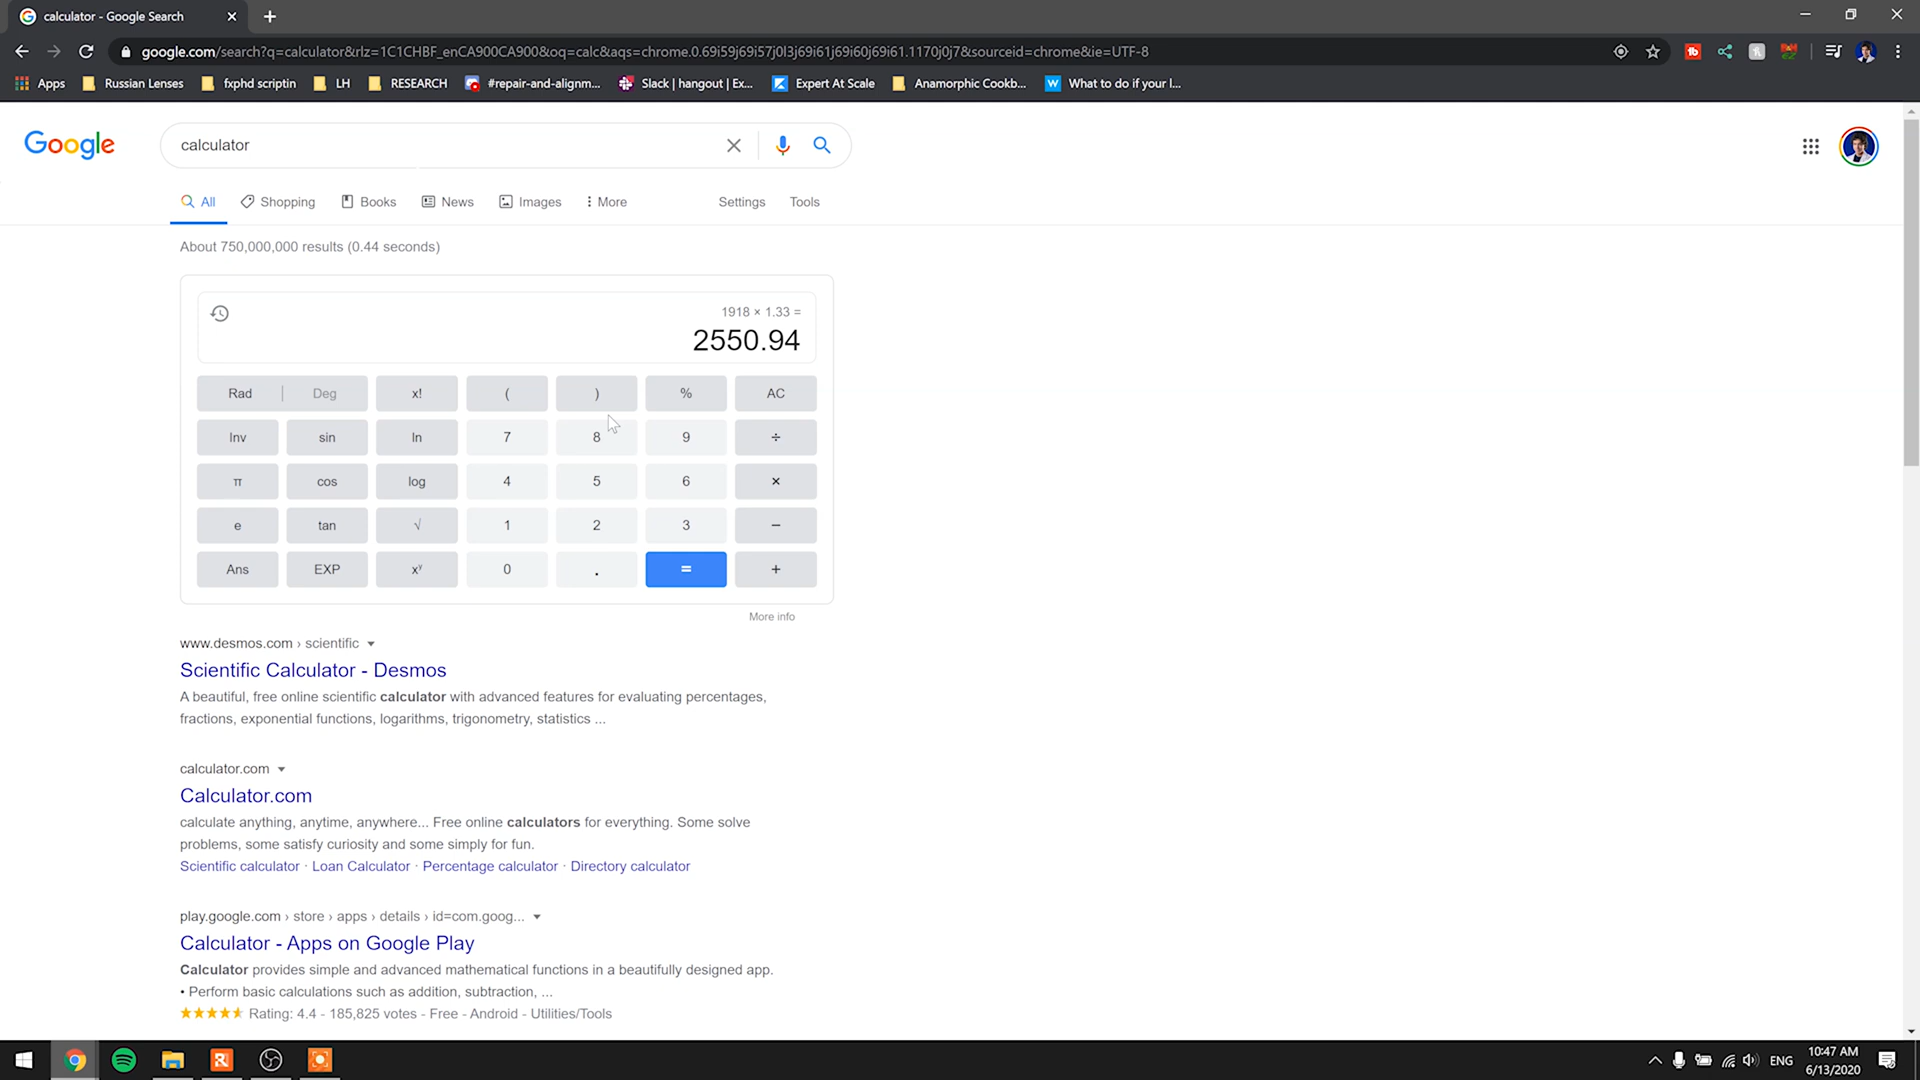 calculator - Google Search
google.com/search?q=calculator&rlz=1C1CHBF_enCA900CA900&oq=calc&aqs=chrome.0.69i59j69i57j0l3j69i61j69i60j69i61.1170j0j7&sourceid=chrome&ie=UTF-8
Apps Russian Lenses fxphd scriptin LH RESEARCH #repair-and-alignm... Slack | hangout | Ex... Expert At Scale Anamorphic Cookb... What to do if your l...
Google calculator
All Shopping Books News Images More Settings Tools
About 750,000,000 results (0.44 seconds)
1918 × 1.33 =
2550.94
Rad | Deg x! ( ) % AC
Inv sin ln 7 8 9 ÷
π cos log 4 5 6 ×
e tan √ 1 2 3 −
Ans EXP xʸ 0 . = +
More info
www.desmos.com › scientific
Scientific Calculator - Desmos
A beautiful, free online scientific calculator with advanced features for evaluating percentages,
fractions, exponential functions, logarithms, trigonometry, statistics ...
calculator.com
Calculator.com
calculate anything, anytime, anywhere... Free online calculators for everything. Some solve
problems, some satisfy curiosity and some simply for fun.
Scientific calculator · Loan Calculator · Percentage calculator · Directory calculator
play.google.com › store › apps › details › id=com.goog...
Calculator - Apps on Google Play
Calculator provides simple and advanced mathematical functions in a beautifully designed app.
• Perform basic calculations such as addition, subtraction, ...
Rating: 4.4 - 185,825 votes - Free - Android - Utilities/Tools
ENG 10:47 AM
6/13/2020